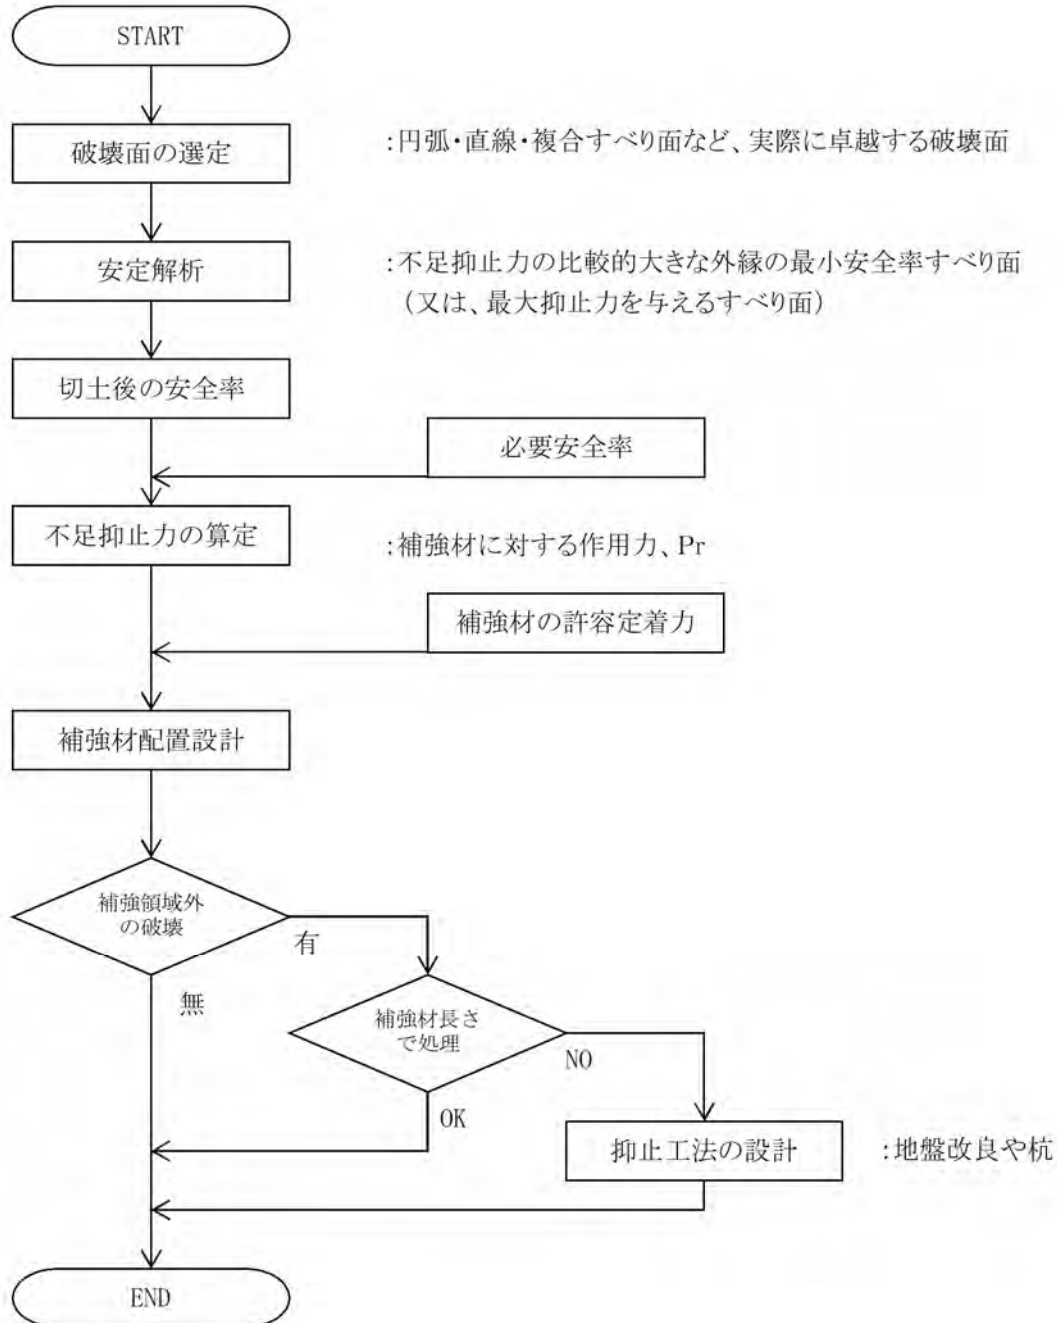 START
破壊面の選定
:円弧・直線・複合すべり面など、実際に卓越する破壊面
安定解析
:不足抑止力の比較的大きな外縁の最小安全率すべり面
（又は、最大抑止力を与えるすべり面）
切土後の安全率
必要安全率
不足抑止力の算定
:補強材に対する作用力、Pr
補強材の許容定着力
補強材配置設計
補強領域外
の破壊
有
無
補強材長さ
で処理
NO
OK
抑止工法の設計
:地盤改良や杭
END